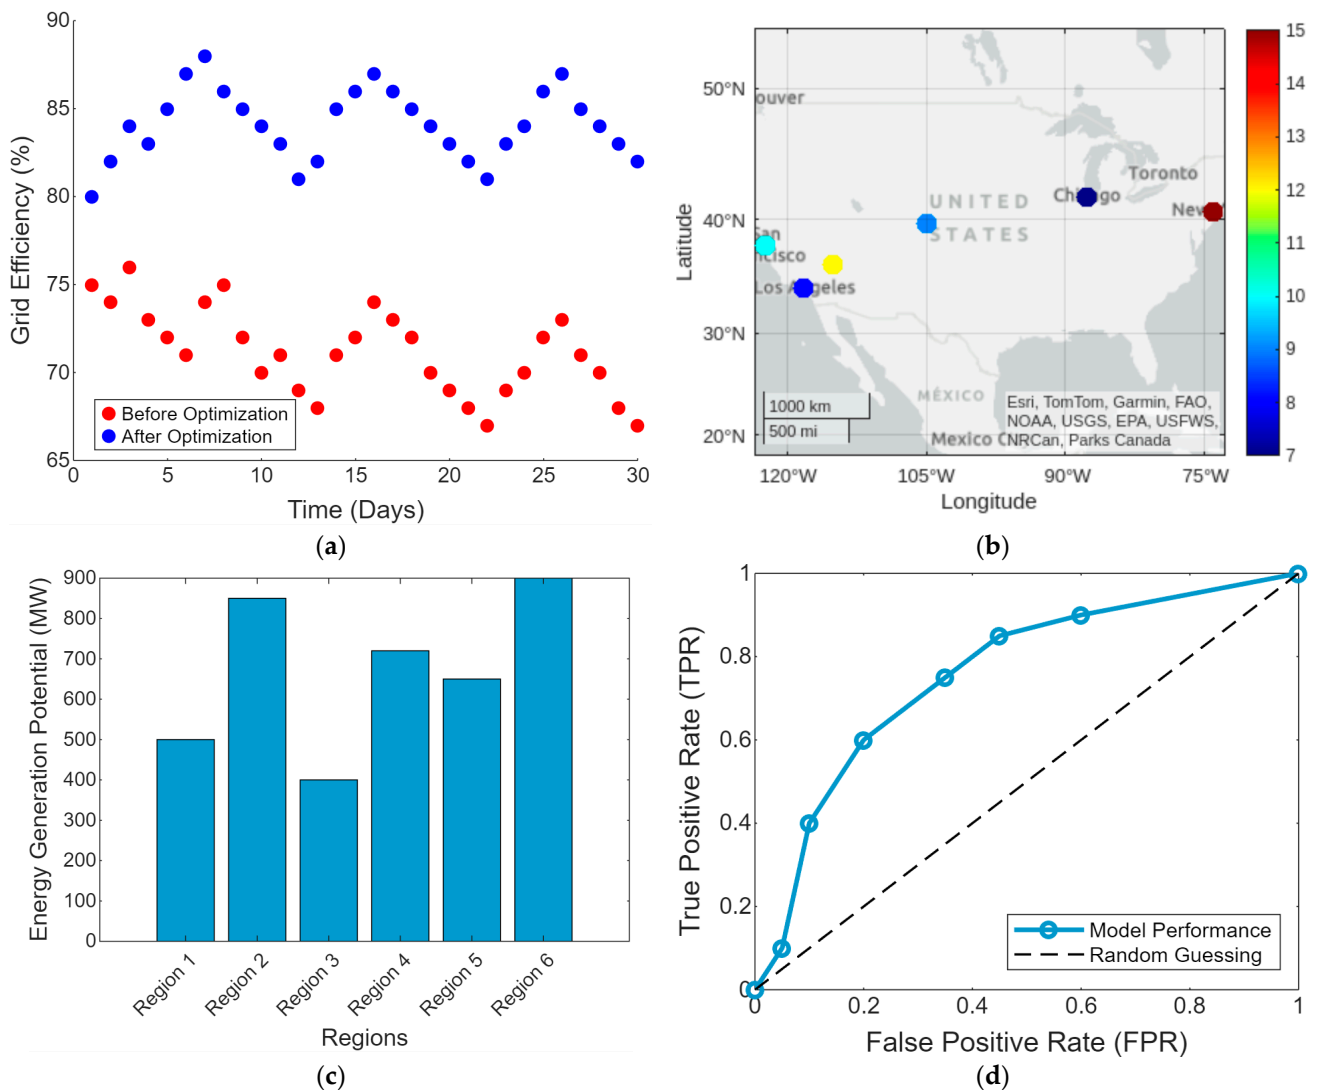 90
85
80
75
70
65
0
5
10
15
20
25
30
Grid Efficiency (%)
Time (Days)
Before Optimization
After Optimization
(a)
50°N
40°N
30°N
20°N
120°W
105°W
90°W
75°W
Latitude
Longitude
ouver
Toronto
UNITED
STATES
San
ncisco
Los Angeles
Chicago
New
MÉXICO
Mexico C
1000 km
500 mi
Esri, TomTom, Garmin, FAO,
NOAA, USGS, EPA, USFWS,
NRCan, Parks Canada
15
14
13
12
11
10
9
8
7
(b)
900
800
700
600
500
400
300
200
100
0
Energy Generation Potential (MW)
Region 1
Region 2
Region 3
Region 4
Region 5
Region 6
Regions
(c)
1
0.8
0.6
0.4
0.2
0
0
0.2
0.4
0.6
0.8
1
True Positive Rate (TPR)
False Positive Rate (FPR)
Model Performance
Random Guessing
(d)